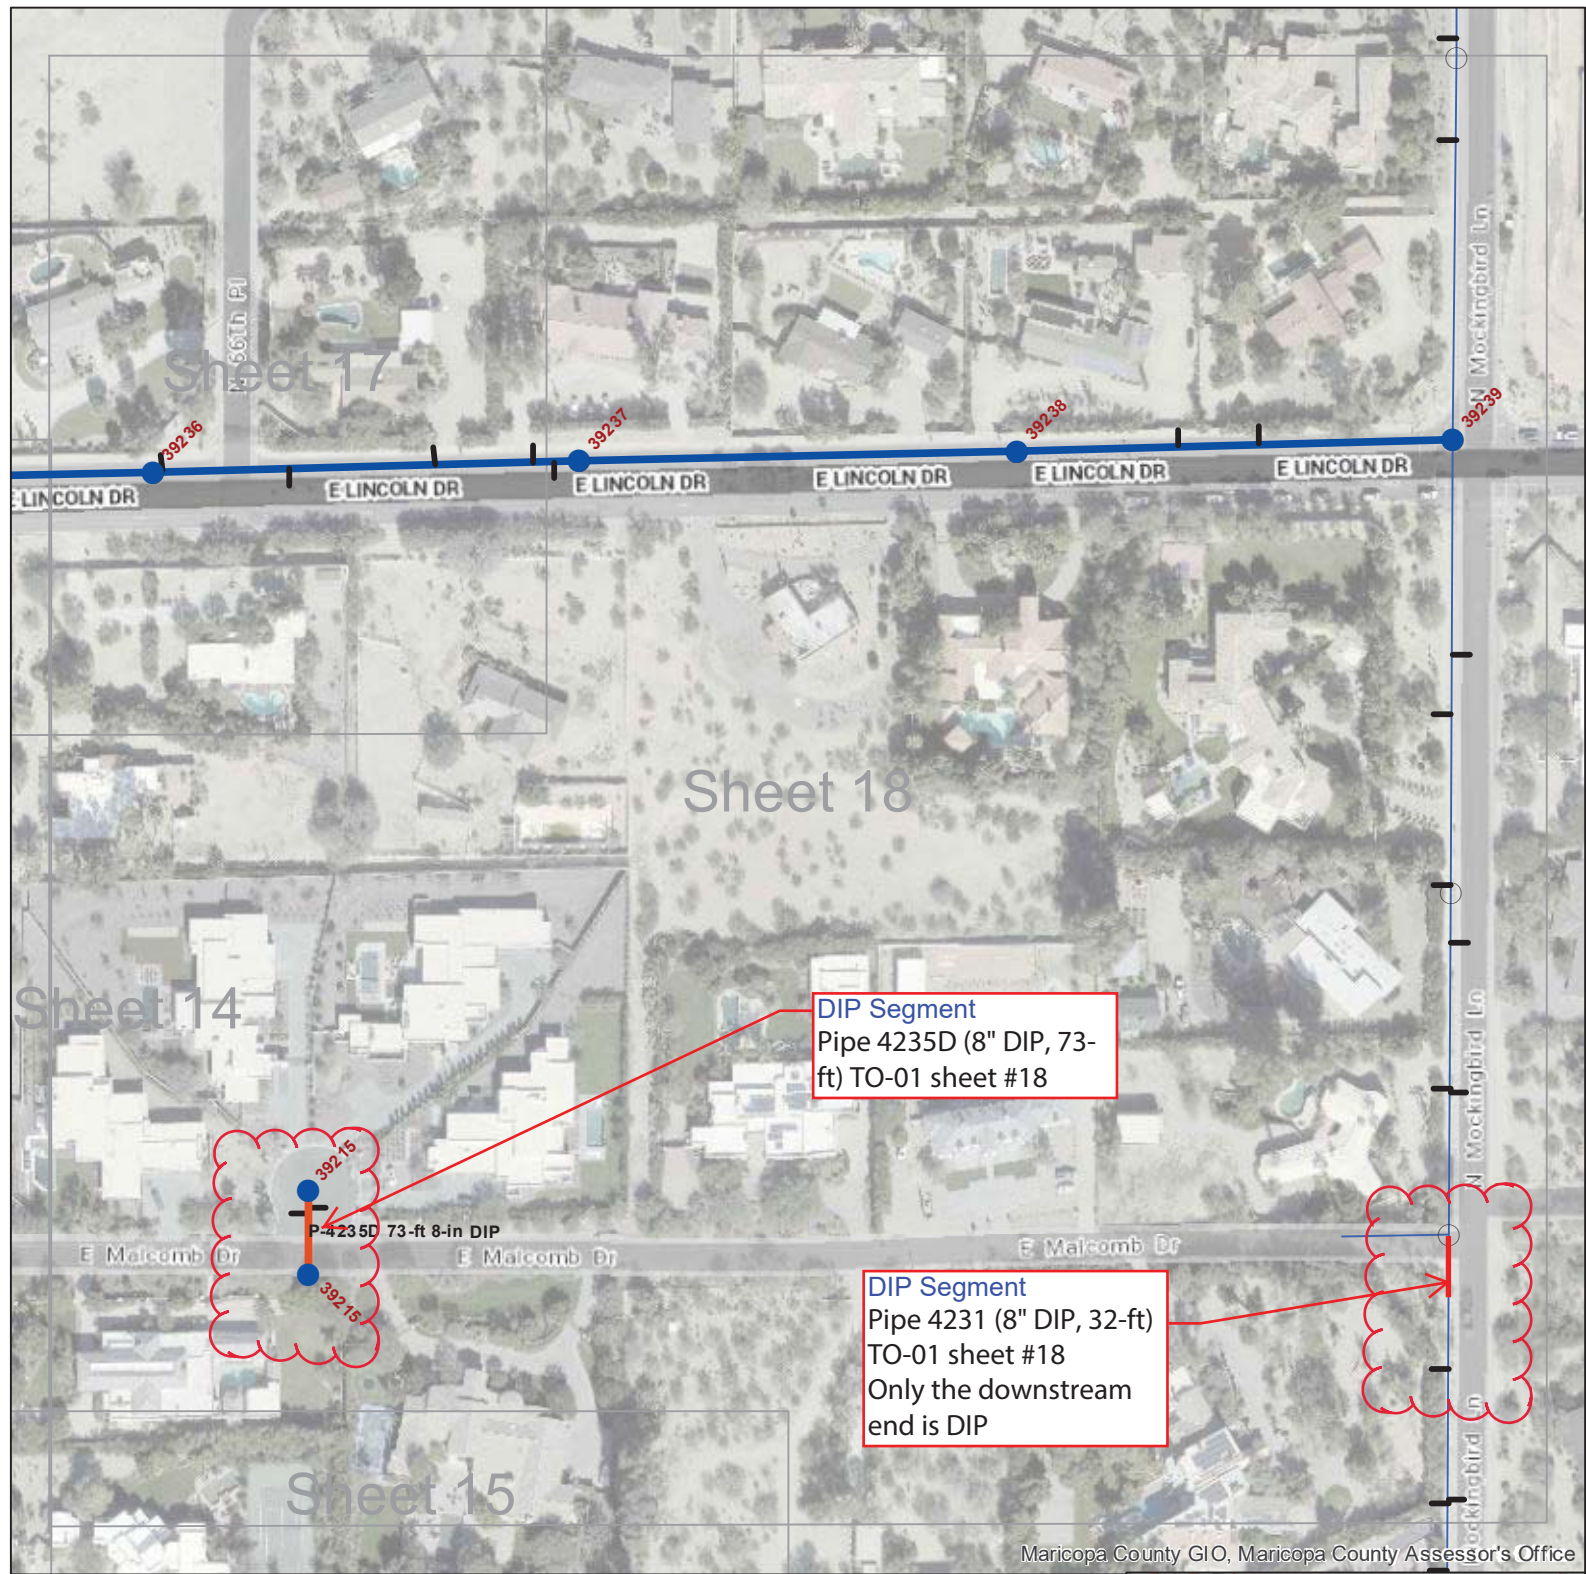 N 66Th Pl
N Mockingbird Ln
Sheet 17
39236
39237
39238
39239
E LINCOLN DR
E LINCOLN DR
E LINCOLN DR
E LINCOLN DR
E LINCOLN DR
E LINCOLN DR
Sheet 18
Sheet 14
DIP Segment
Pipe 4235D (8" DIP, 73-
ft) TO-01 sheet #18
N Mockingbird Ln
39215
P-4235D 73-ft 8-in DIP
E Malcomb Dr
E Malcomb Dr
E Malcomb Dr
39215
DIP Segment
Pipe 4231 (8" DIP, 32-ft)
TO-01 sheet #18
Only the downstream
end is DIP
Mockingbird Ln
Sheet 15
Maricopa County GIO, Maricopa County Assessor's Office